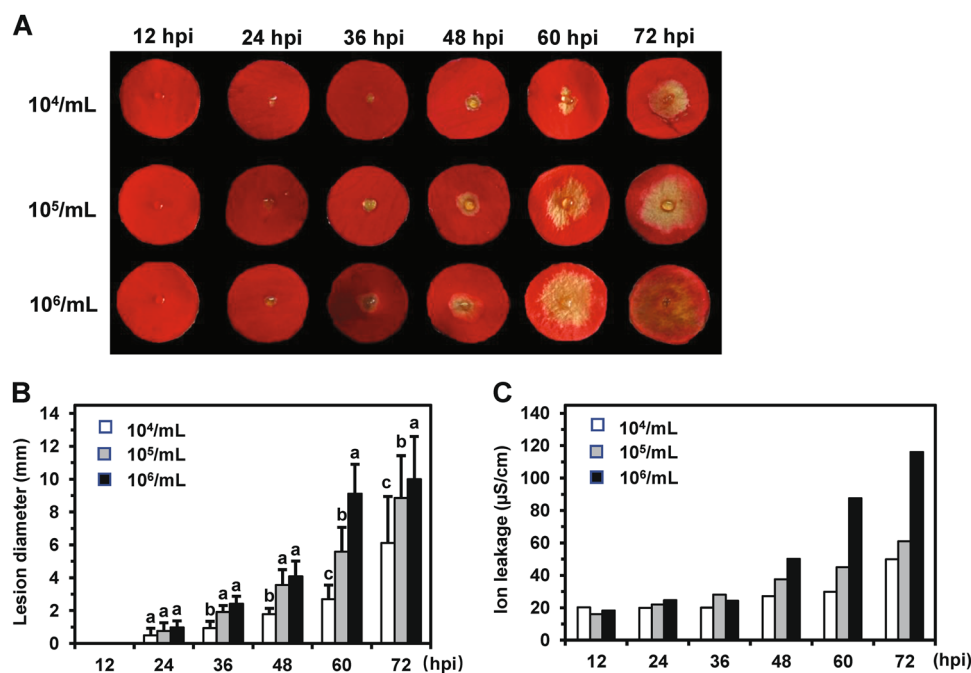 A
12 hpi 24 hpi 36 hpi 48 hpi 60 hpi 72 hpi
10⁴/mL
10⁵/mL
10⁶/mL
B
14
12
10
8
6
4
2
0
Lesion diameter (mm)
10⁴/mL
10⁵/mL
10⁶/mL
a a a
b a a
b a a
c b a
c b a
12 24 36 48 60 72 (hpi)
C
140
120
100
80
60
40
20
0
Ion leakage (µS/cm)
10⁴/mL
10⁵/mL
10⁶/mL
12 24 36 48 60 72 (hpi)